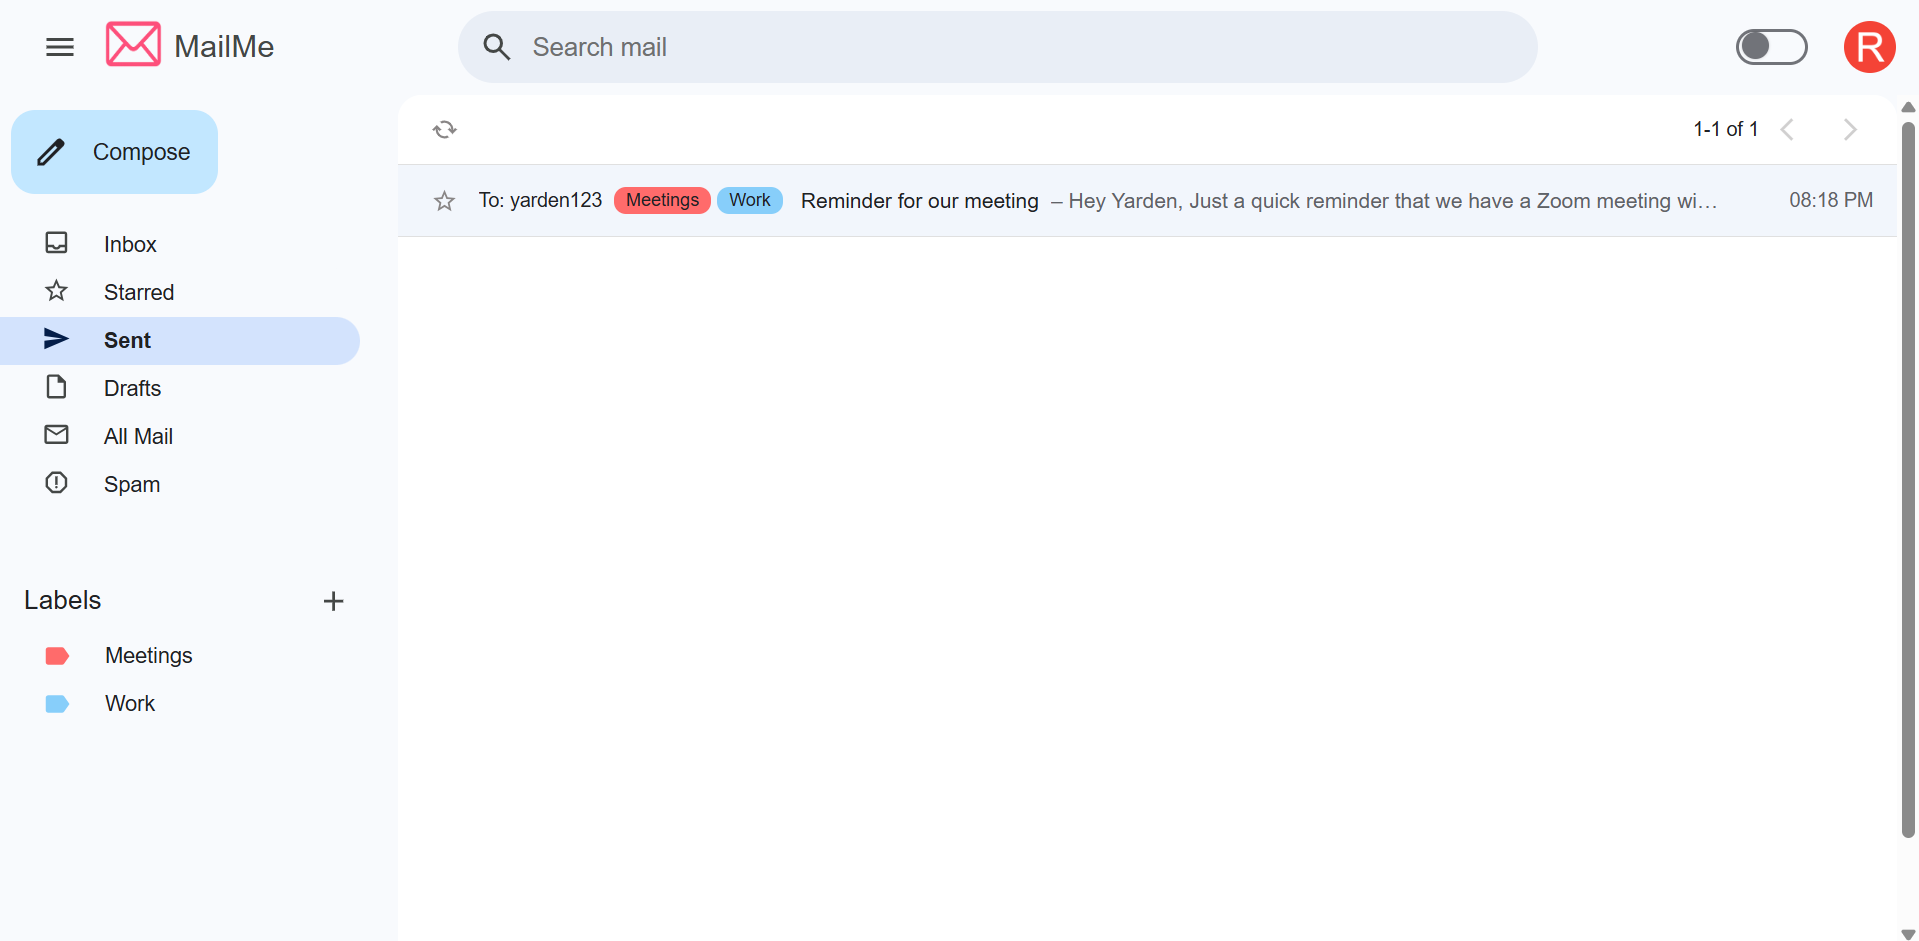 MailMe
Search mail
R
Compose
1-1 of 1
To: yarden123 Meetings Work Reminder for our meeting – Hey Yarden, Just a quick reminder that we have a Zoom meeting wi… 08:18 PM
Inbox
Starred
Sent
Drafts
All Mail
Spam
Labels
Meetings
Work